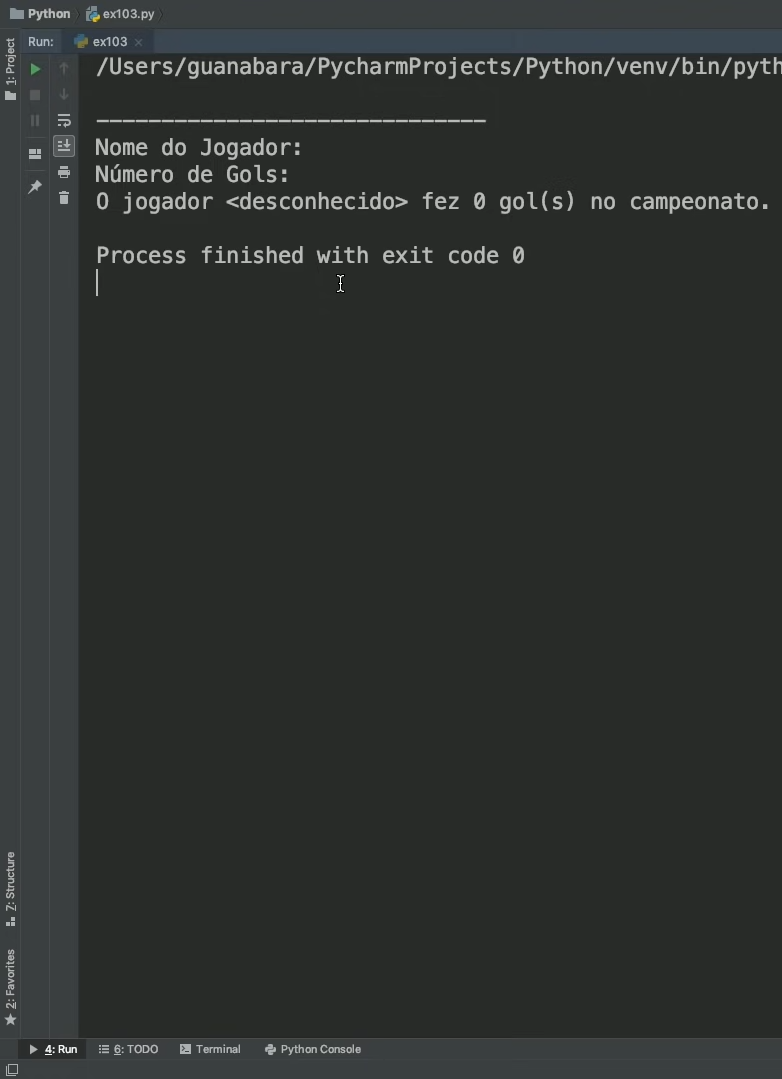 Python ex103.py
Run: ex103
1: Project
/Users/guanabara/PycharmProjects/Python/venv/bin/pyth
------------------------------
Nome do Jogador:
Número de Gols:
O jogador <desconhecido> fez 0 gol(s) no campeonato.
Process finished with exit code 0
7: Structure
2: Favorites
4: Run 6: TODO Terminal Python Console